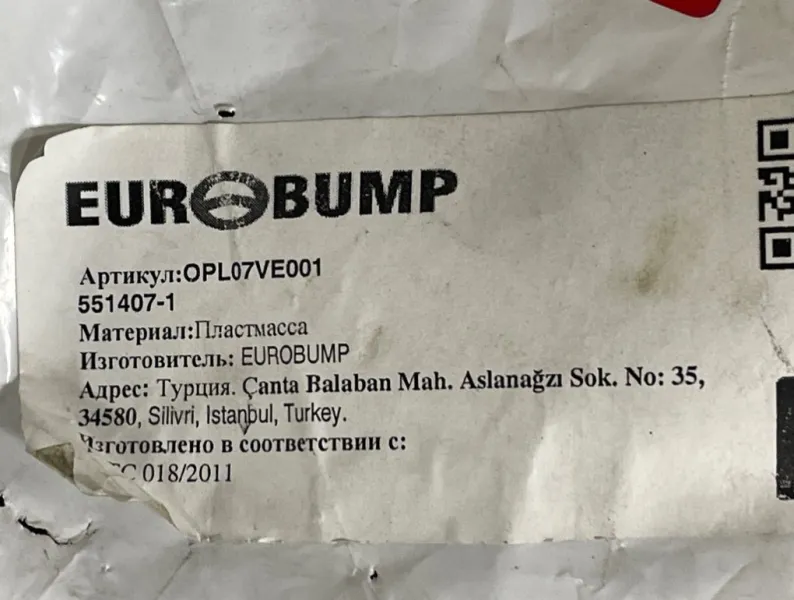 EUROBUMP
Артикул:OPL07VE001
551407-1
Материал:Пластмасса
Изготовитель: EUROBUMP
Адрес: Турция. Çanta Balaban Mah. Aslanağzı Sok. No: 35,
34580, Silivri, Istanbul, Turkey.
Изготовлено в соответствии с:
018/2011